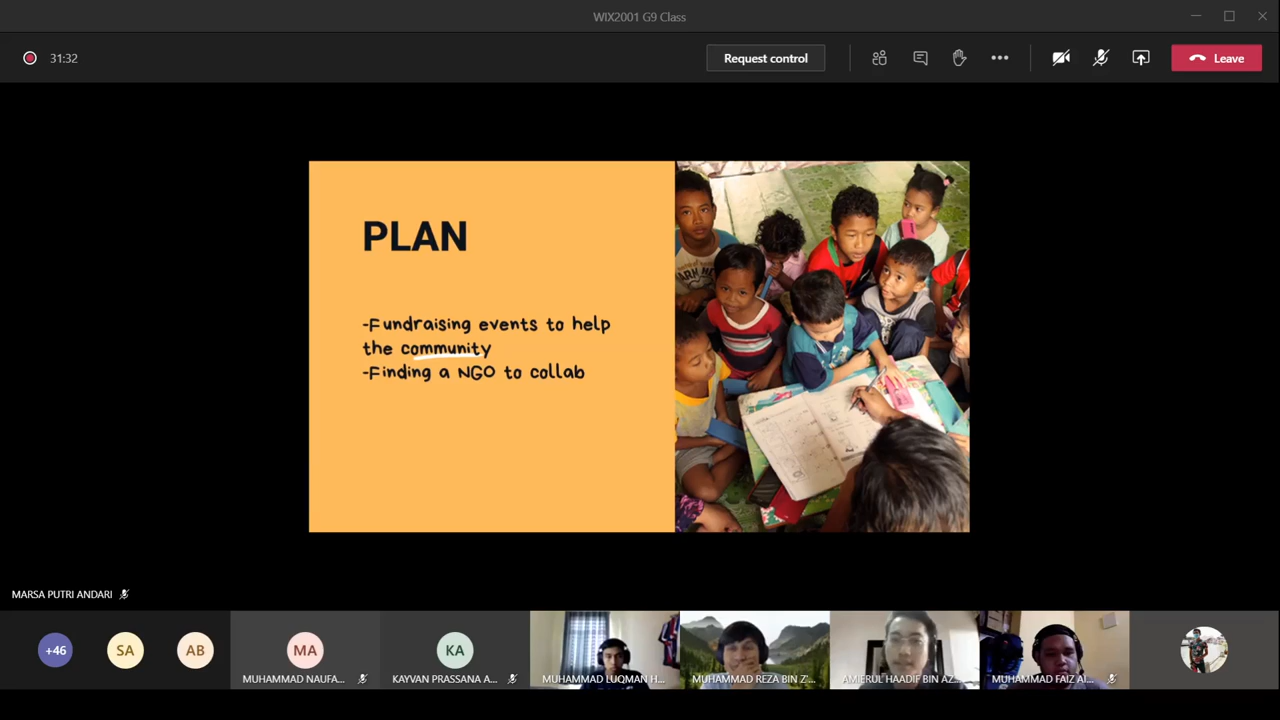 WIX2001 G9 Class
31:32
Request control
Leave
PLAN
-Fundraising events to help
the community
-Finding a NGO to collab
MARSA PUTRI ANDARI
+46
SA
AB
MA
KA
MUHAMMAD NAUFA...
KAYVAN PRASSANA A...
MUHAMMAD LUQMAN H...
MUHAMMAD REZA BIN Z'...
AMIERUL HAADIF BIN AZ...
MUHAMMAD FAIZ AI...